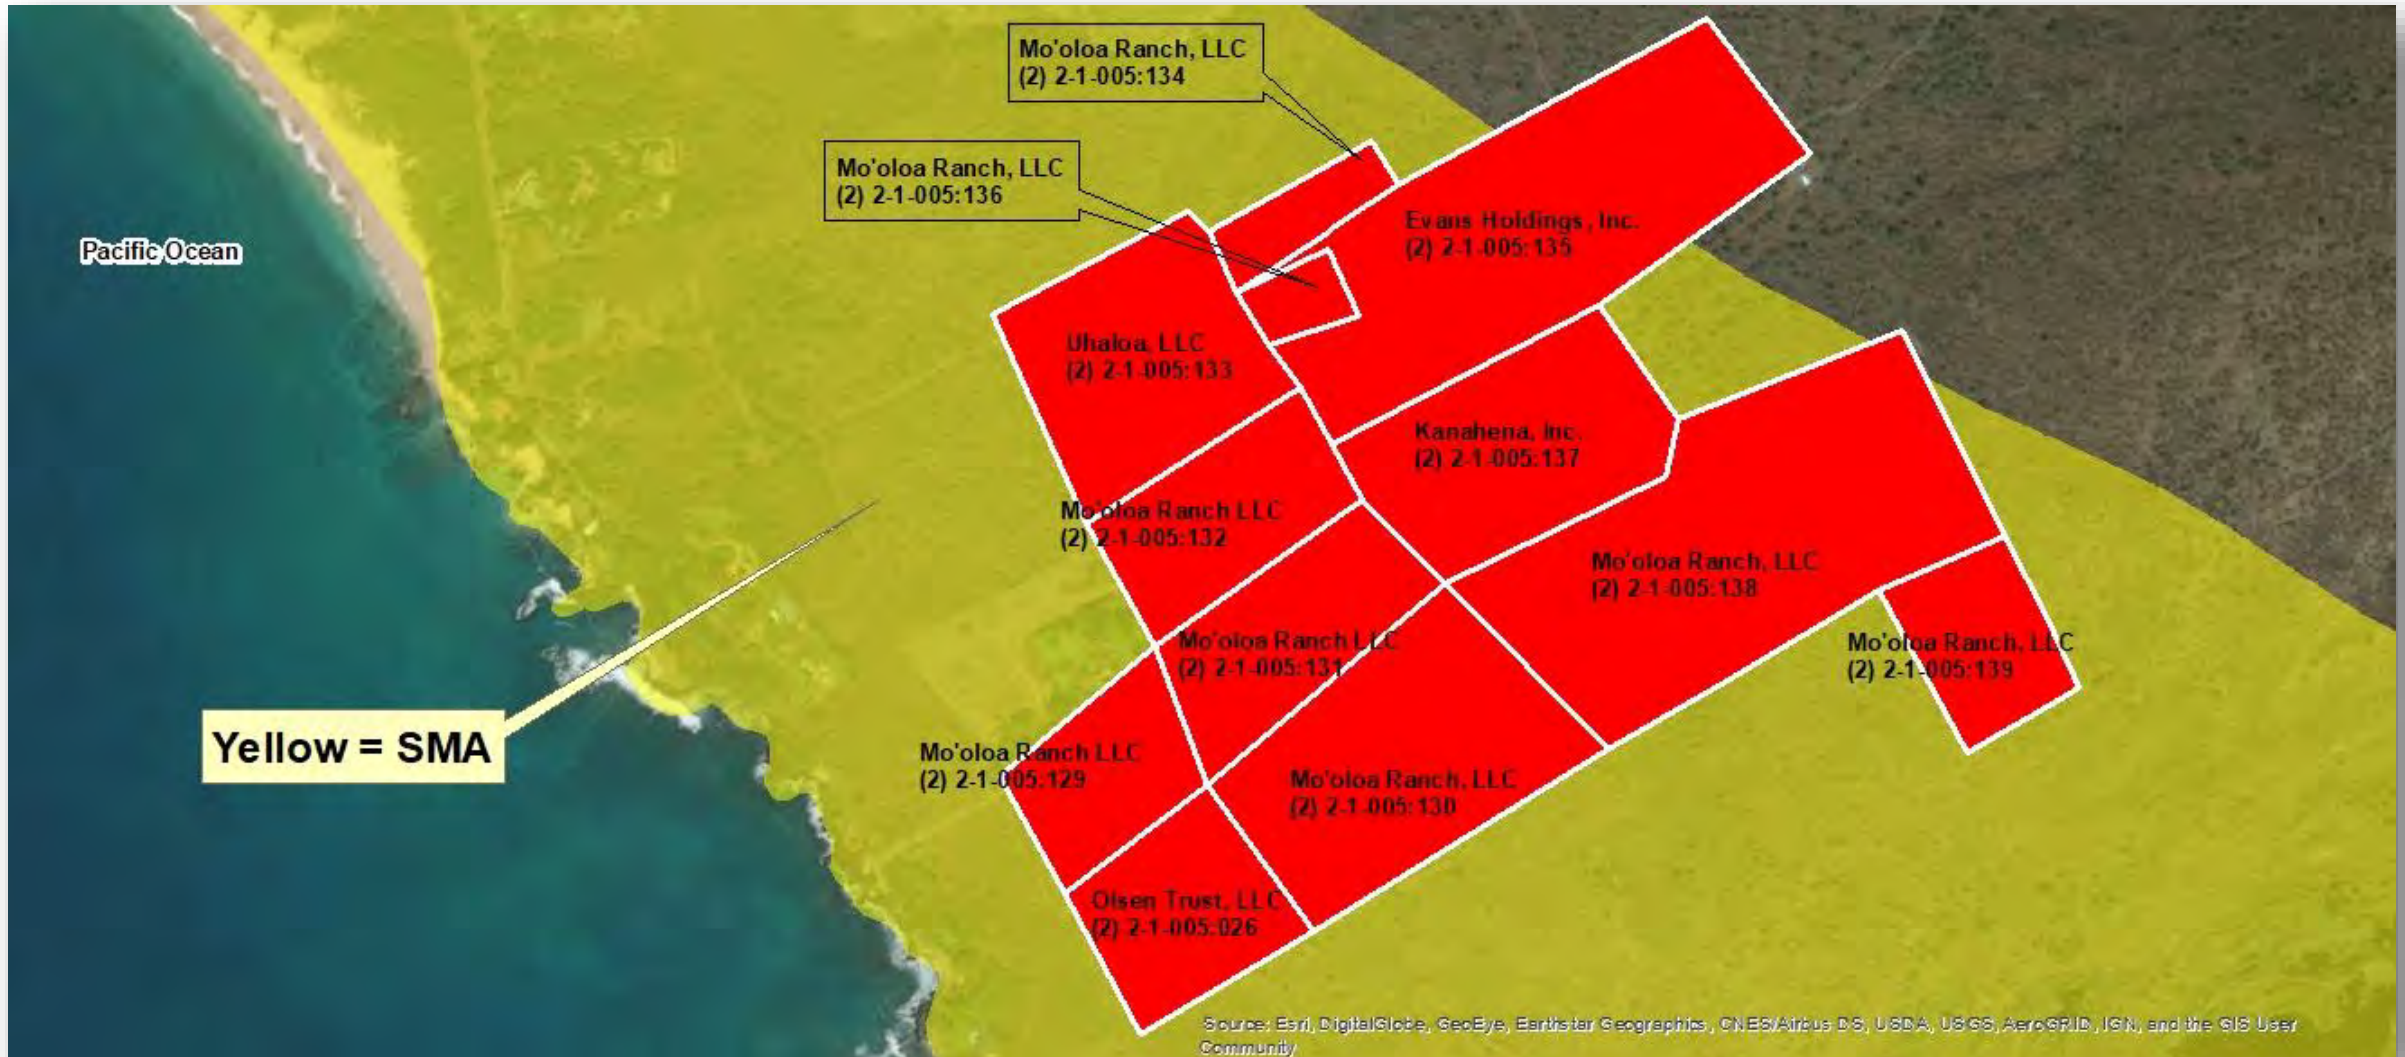 Mo'oloa Ranch, LLC
(2) 2-1-005:134
Mo'oloa Ranch, LLC
(2) 2-1-005:136
Pacific Ocean
Evans Holdings, Inc.
(2) 2-1-005:135
Uhaloa, LLC
(2) 2-1-005:133
Kanahena, Inc.
(2) 2-1-005:137
Mo'oloa Ranch LLC
(2) 2-1-005:132
Mo'oloa Ranch, LLC
(2) 2-1-005:138
Mo'oloa Ranch LLC
(2) 2-1-005:131
Mo'oloa Ranch, LLC
(2) 2-1-005:139
Yellow = SMA
Mo'oloa Ranch LLC
(2) 2-1-005:129
Mo'oloa Ranch, LLC
(2) 2-1-005:130
Olsen Trust, LLC
(2) 2-1-005:026
Source: Esri, DigitalGlobe, GeoEye, Earthstar Geographics, CNES/Airbus DS, USDA, USGS, AeroGRID, IGN, and the GIS User
Community